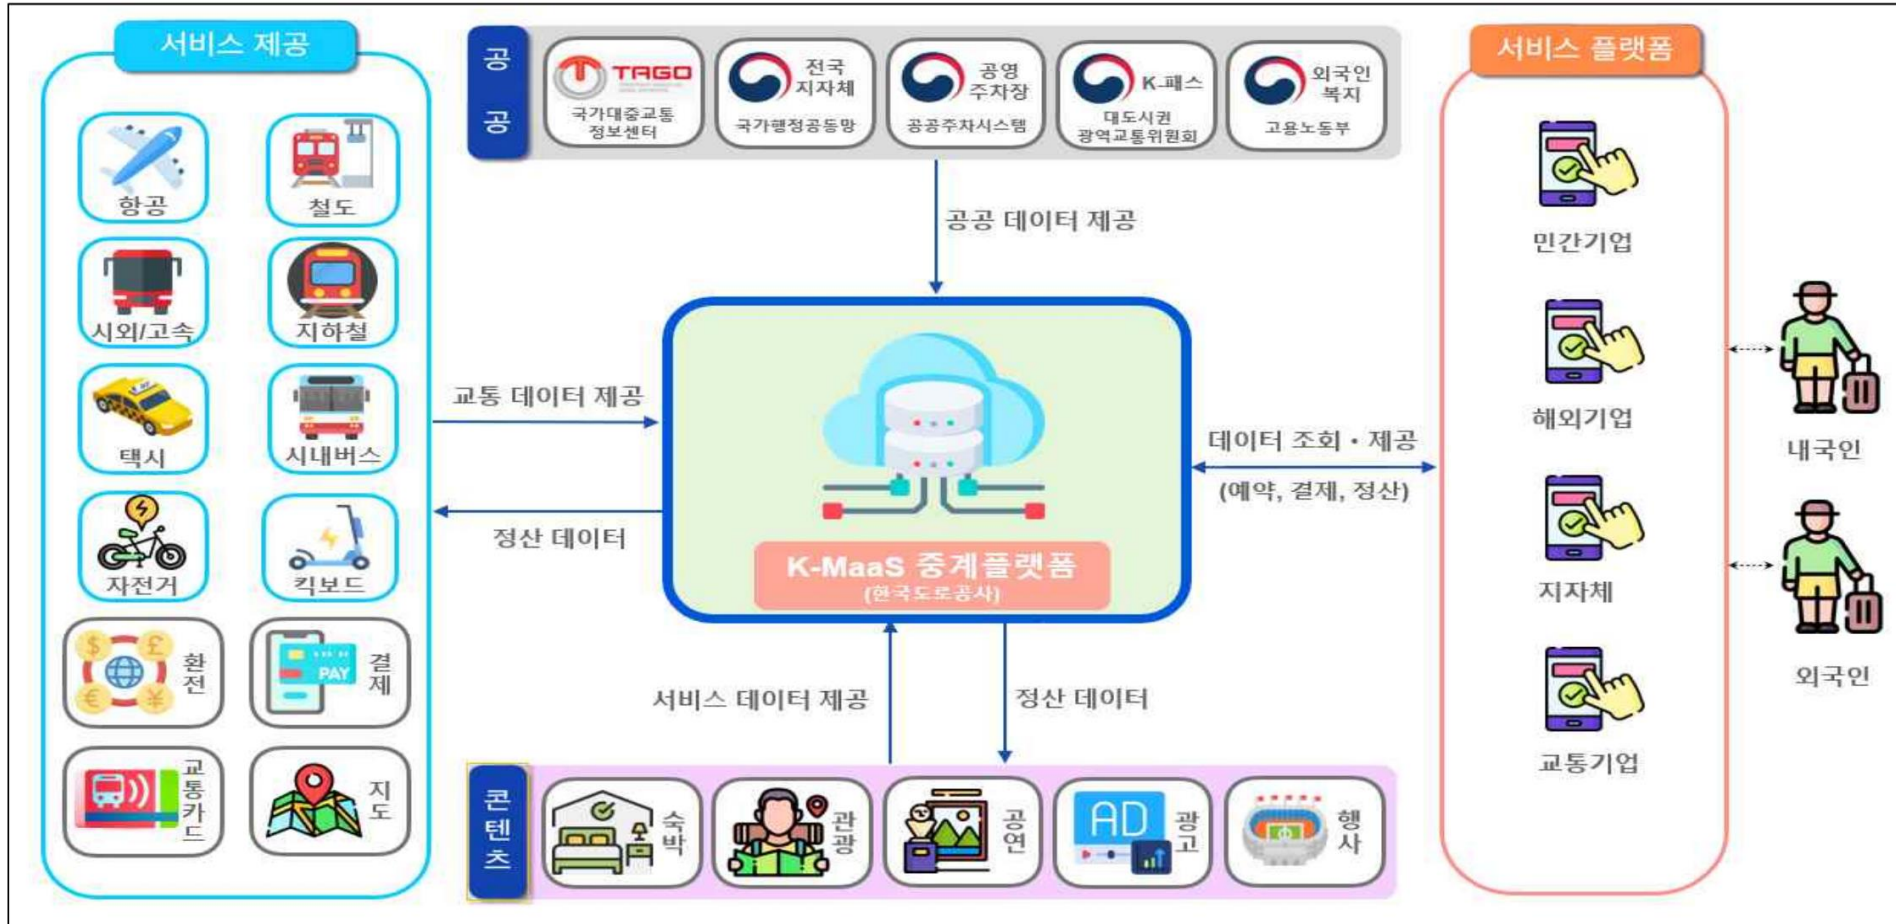 서비스 제공
항공
철도
시외/고속
지하철
택시
시내버스
자전거
킥보드
환전
결제
PAY
교통카드
지도
공공
TAGO
국가대중교통
정보센터
전국
지자체
국가행정공동망
공영
주차장
공공주차시스템
K-패스
대도시권
광역교통위원회
외국인
복지
고용노동부
공공 데이터 제공
교통 데이터 제공
정산 데이터
K-MaaS 중계플랫폼
(한국도로공사)
데이터 조회・제공
(예약, 결제, 정산)
서비스 데이터 제공
정산 데이터
콘텐츠
숙박
관광
공연
AD
광고
행사
서비스 플랫폼
민간기업
해외기업
지자체
교통기업
내국인
외국인